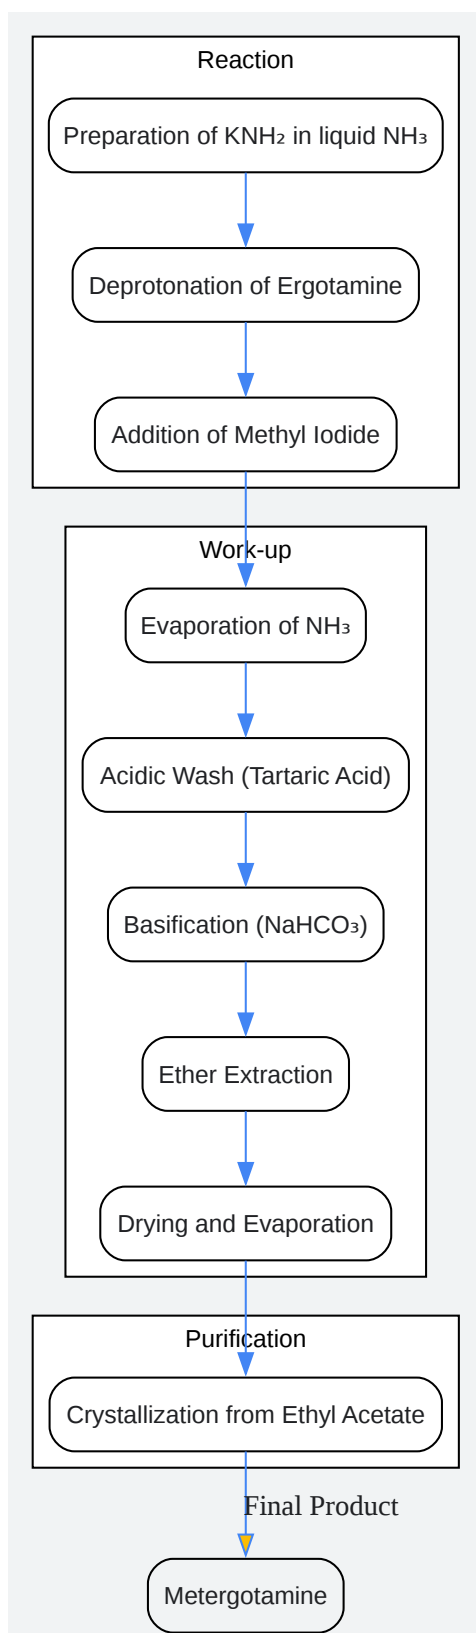 Reaction
Preparation of KNH₂ in liquid NH₃
Deprotonation of Ergotamine
Addition of Methyl Iodide
Work-up
Evaporation of NH₃
Acidic Wash (Tartaric Acid)
Basification (NaHCO₃)
Ether Extraction
Drying and Evaporation
Purification
Crystallization from Ethyl Acetate
Final Product
Metergotamine